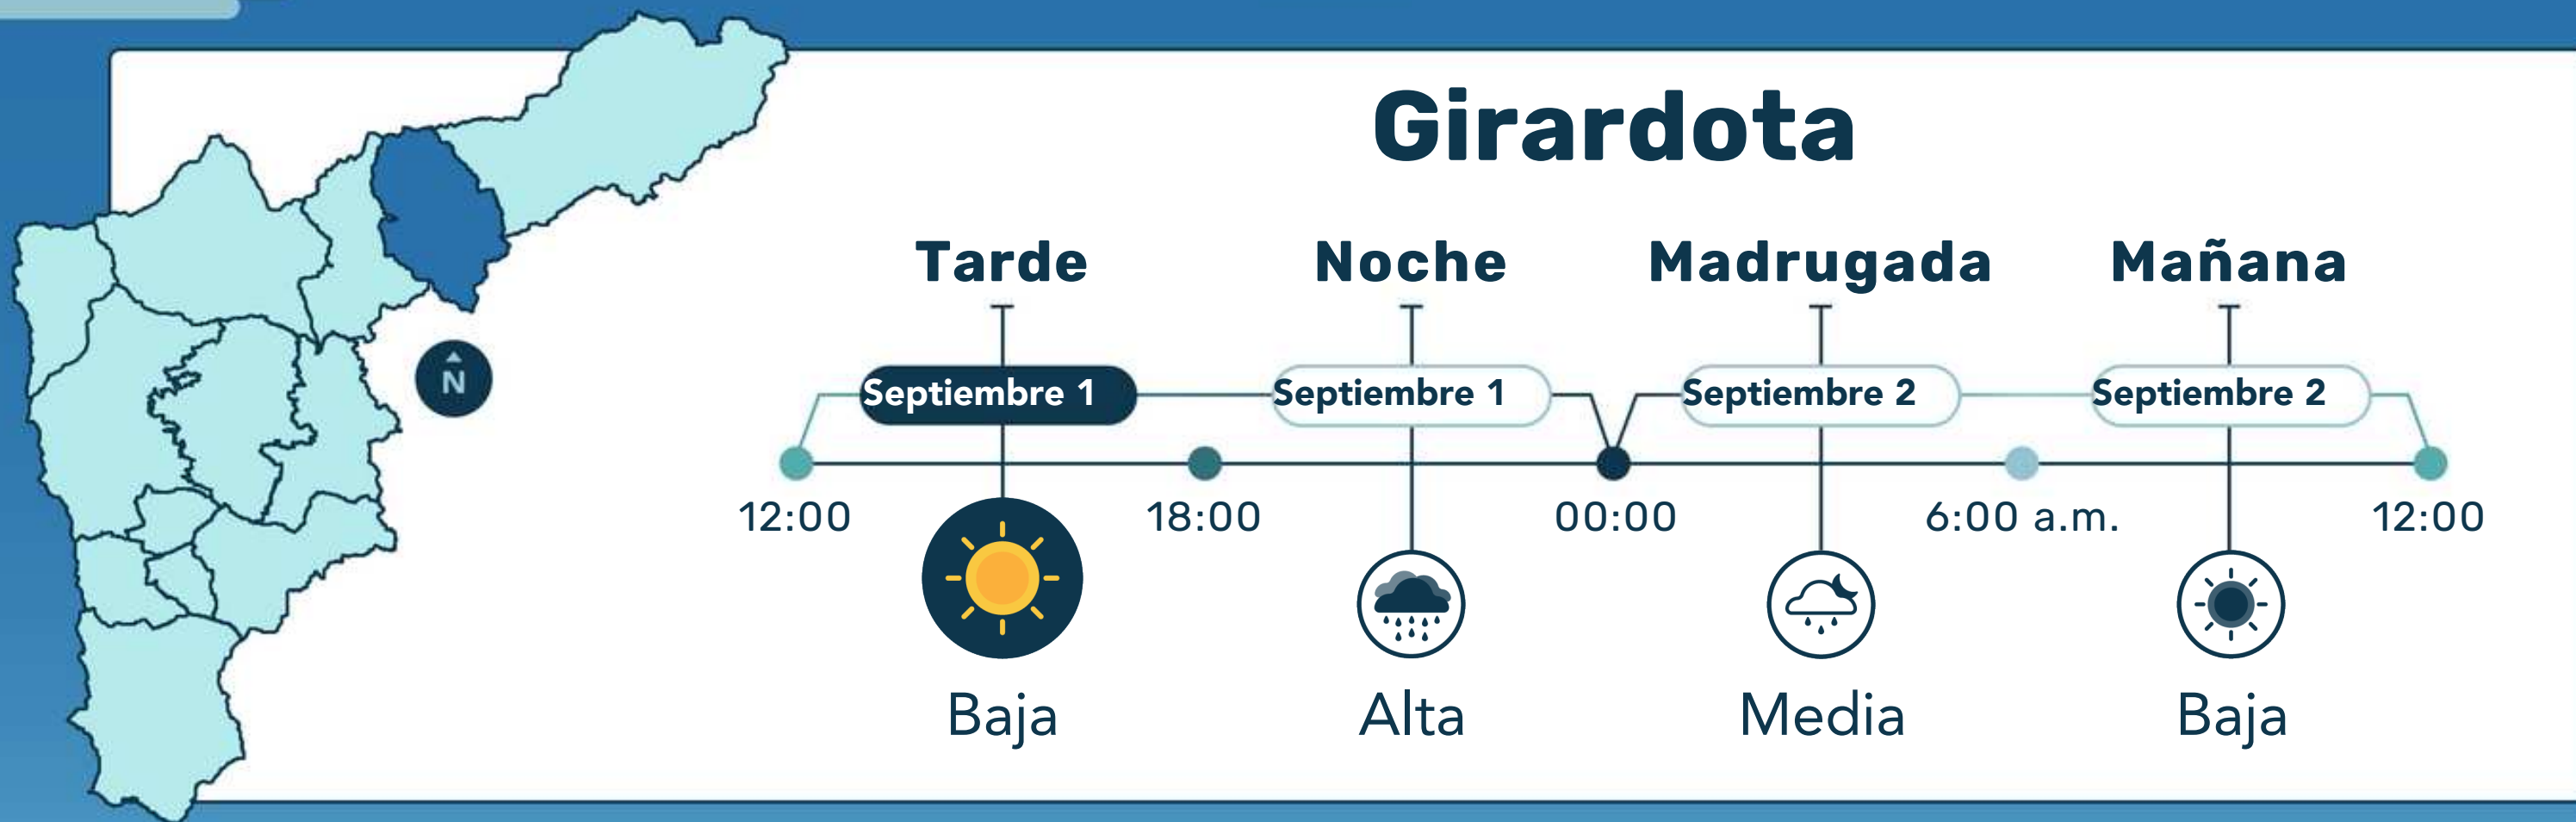 Girardota
Tarde Noche Madrugada Mañana
Septiembre 1 Septiembre 1 Septiembre 2 Septiembre 2
N
12:00 18:00 00:00 6:00 a.m. 12:00
Baja Alta Media Baja